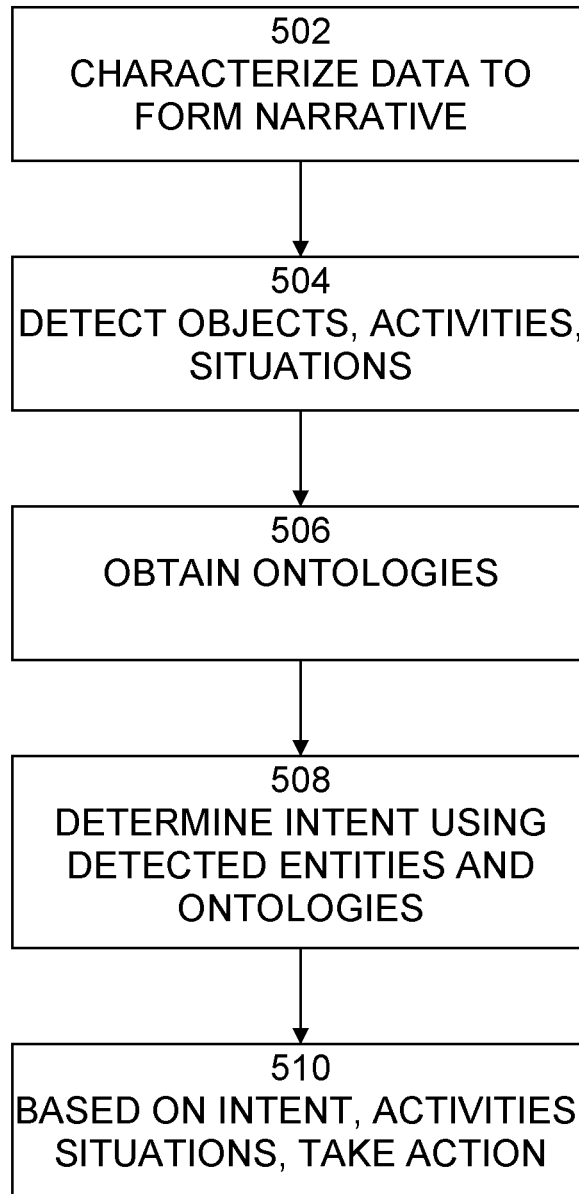 502
CHARACTERIZE DATA TO
FORM NARRATIVE
504
DETECT OBJECTS, ACTIVITIES,
SITUATIONS
506
OBTAIN ONTOLOGIES
508
DETERMINE INTENT USING
DETECTED ENTITIES AND
ONTOLOGIES
510
BASED ON INTENT, ACTIVITIES
SITUATIONS, TAKE ACTION